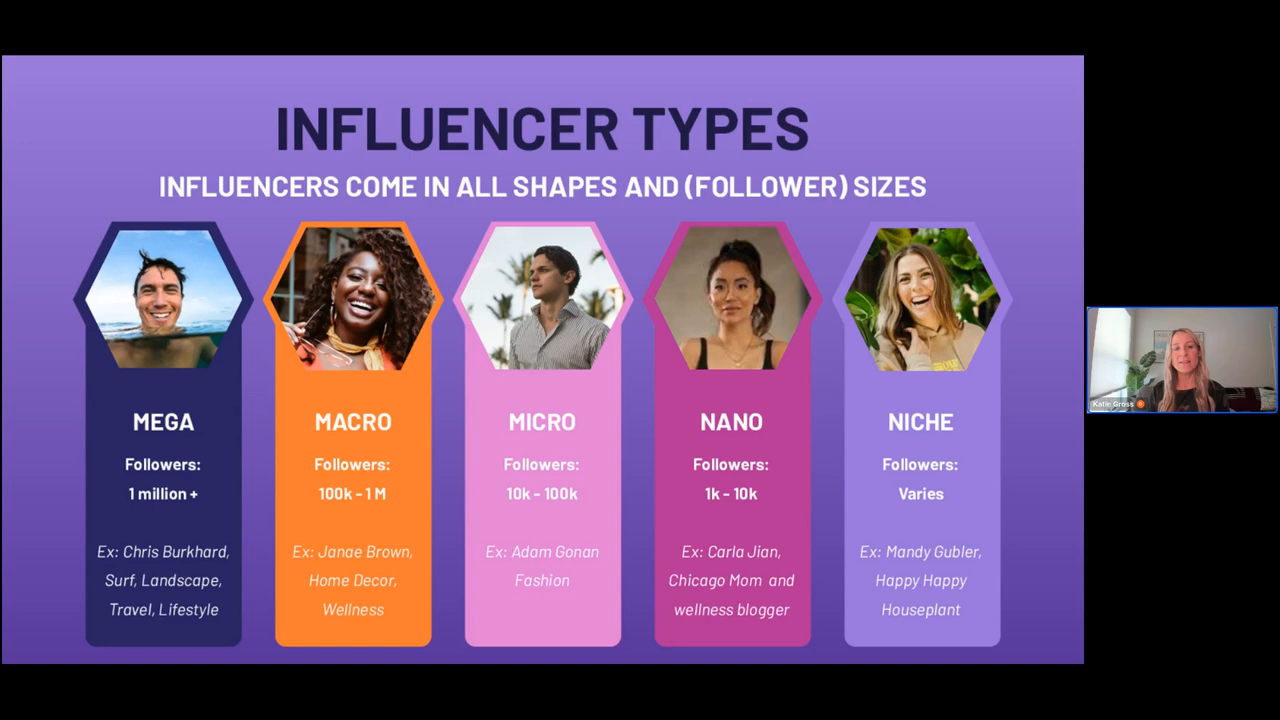 INFLUENCER TYPES
INFLUENCERS COME IN ALL SHAPES AND (FOLLOWER) SIZES
MEGA
Followers:
1 million +
Ex: Chris Burkhard,
Surf, Landscape,
Travel, Lifestyle
MACRO
Followers:
100k - 1 M
Ex: Janae Brown,
Home Decor,
Wellness
MICRO
Followers:
10k - 100k
Ex: Adam Gonan
Fashion
NANO
Followers:
1k - 10k
Ex: Carla Jian,
Chicago Mom and
wellness blogger
NICHE
Followers:
Varies
Ex: Mandy Gubler,
Happy Happy
Houseplant
Katie Gross